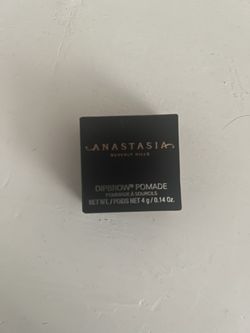 ANASTASIA
BEVERLY HILLS
DIPBROW® POMADE
POMMADE À SOURCILS
NET WT./POIDS NET 4 g / 0.14 Oz.